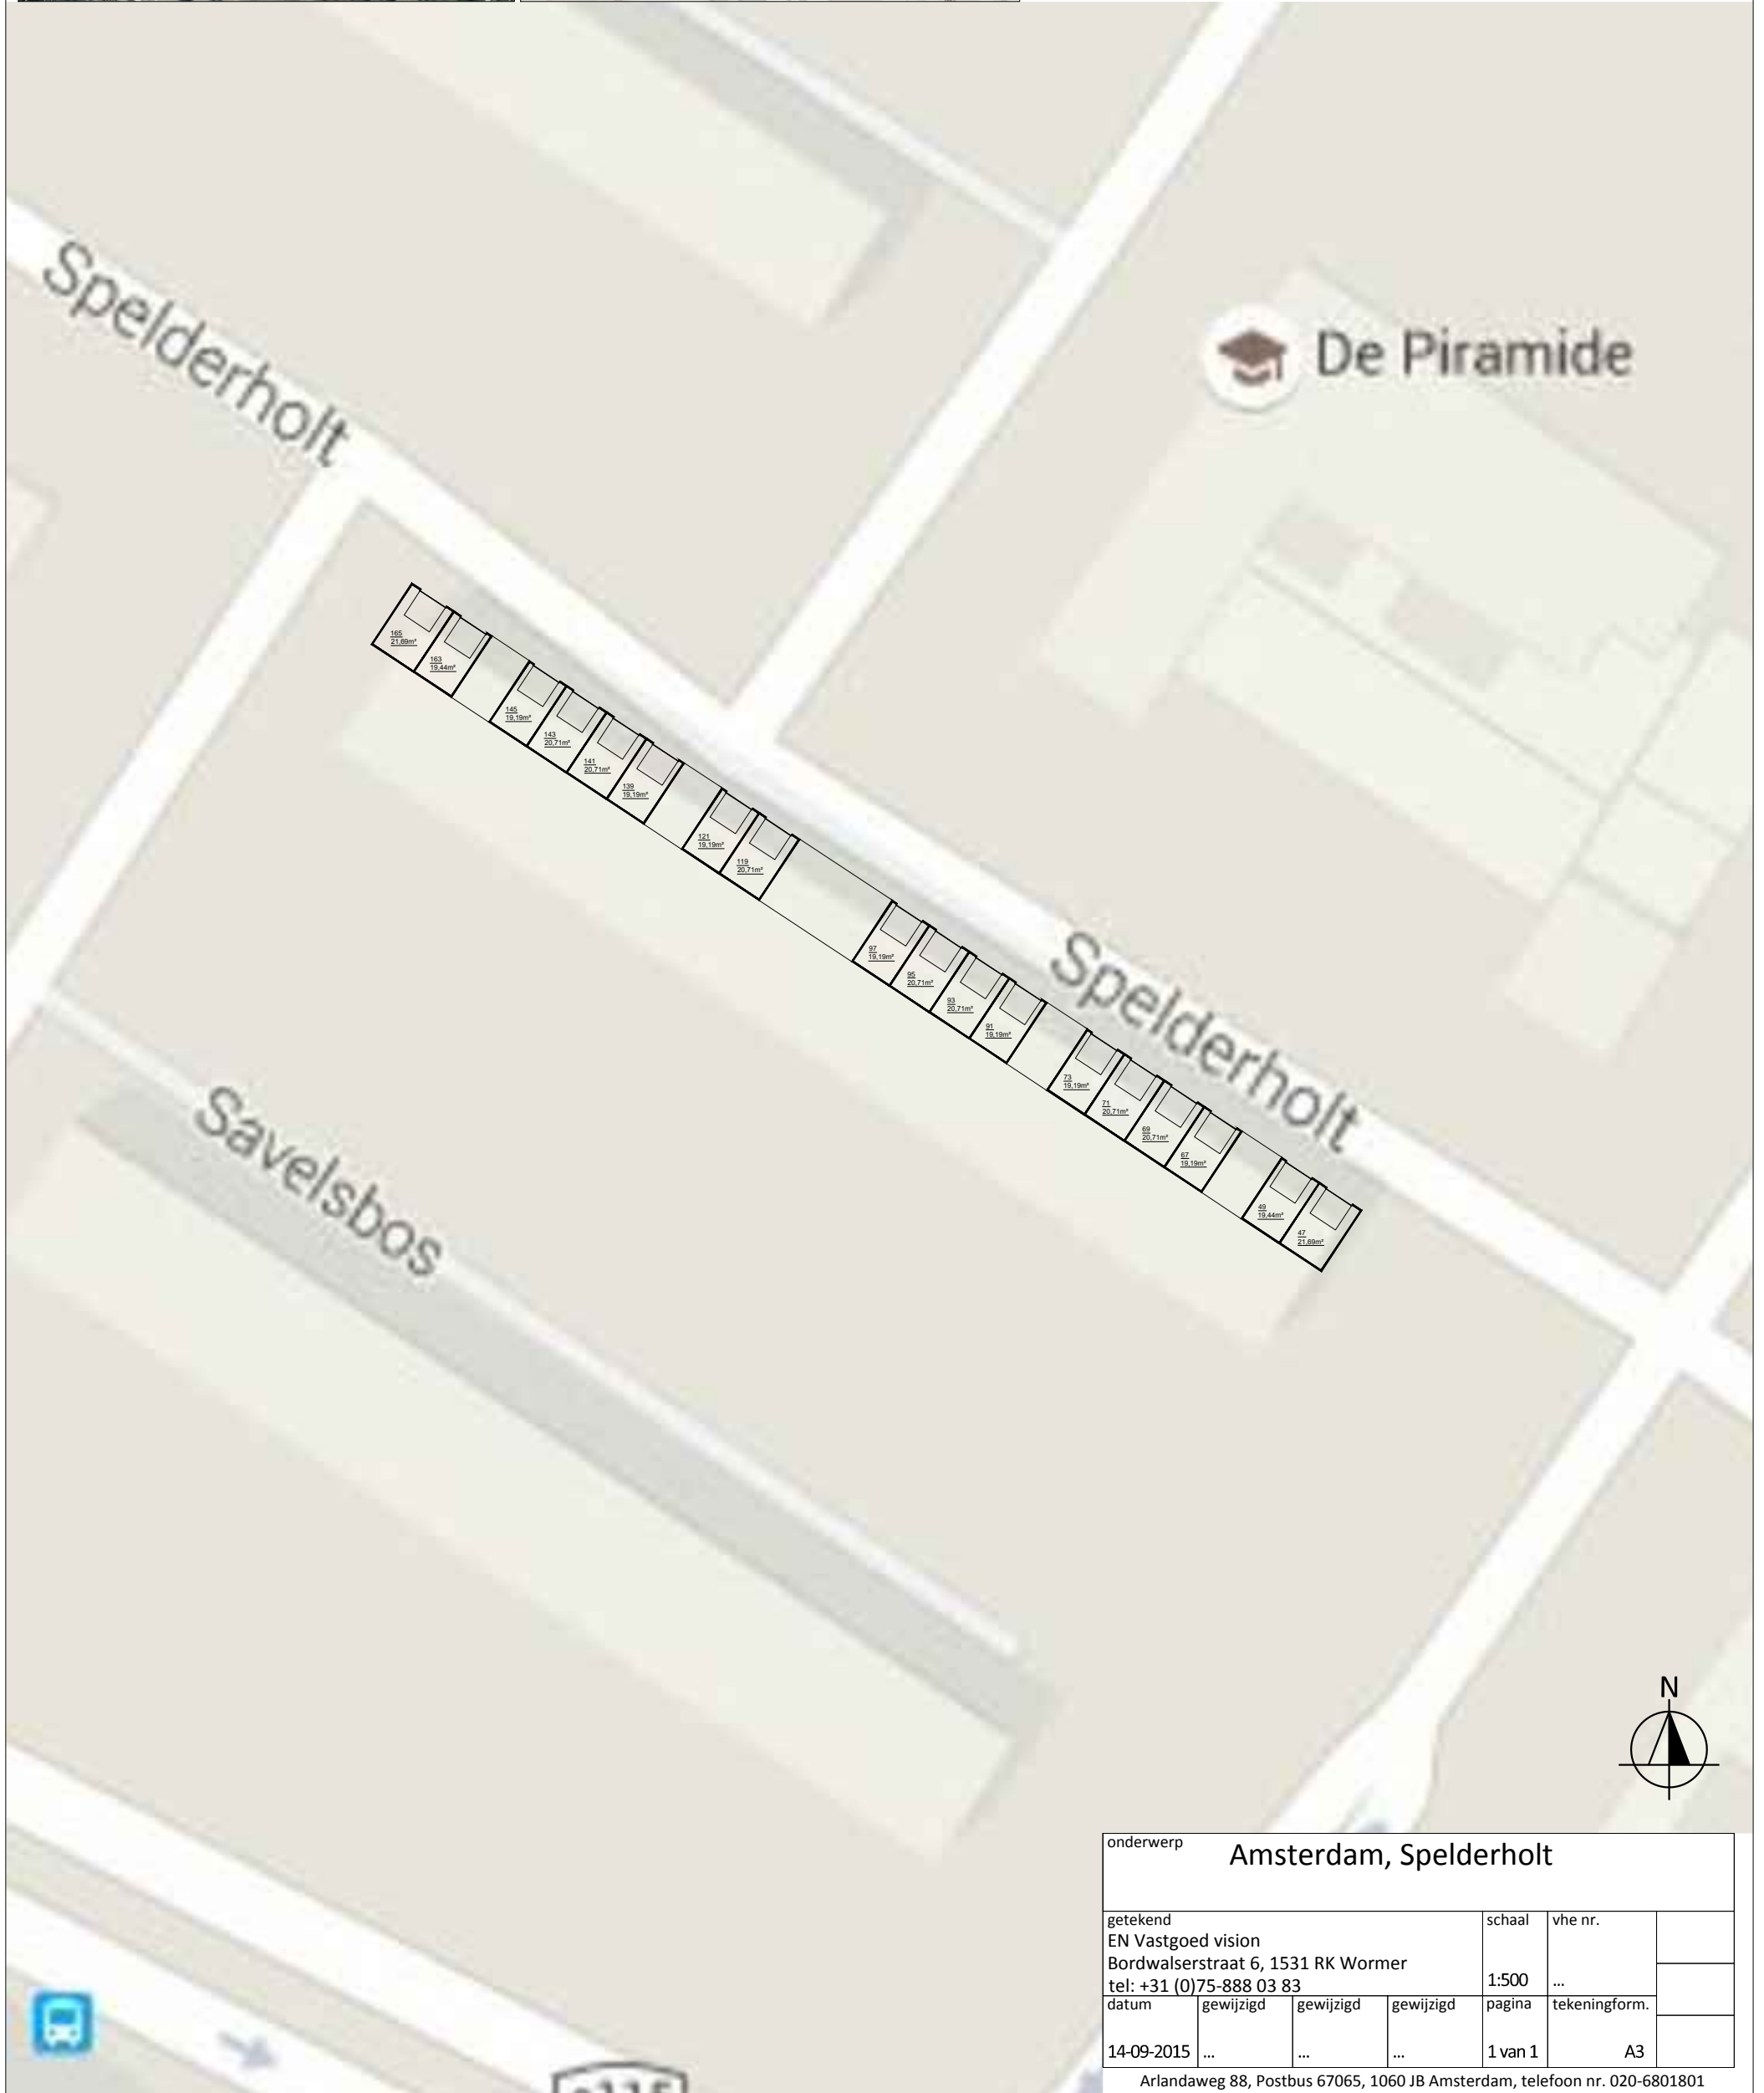 Spelderholt
De Piramide
165
21,69m²
163
19,44m²
145
19,19m²
143
20,71m²
141
20,71m²
139
19,19m²
121
19,19m²
119
20,71m²
97
19,19m²
95
20,71m²
93
20,71m²
91
19,19m²
Spelderholt
73
19,19m²
71
20,71m²
69
20,71m²
67
19,19m²
49
19,44m²
47
21,69m²
Savelsbos
N
onderwerp
Amsterdam, Spelderholt
getekend
EN Vastgoed vision
Bordwalserstraat 6, 1531 RK Wormer
tel: +31 (0)75-888 03 83
schaal
1:500
vhe nr.
...
datum
14-09-2015
gewijzigd
...
gewijzigd
...
gewijzigd
...
pagina
1 van 1
tekeningform.
A3
Arlandaweg 88, Postbus 67065, 1060 JB Amsterdam, telefoon nr. 020-6801801